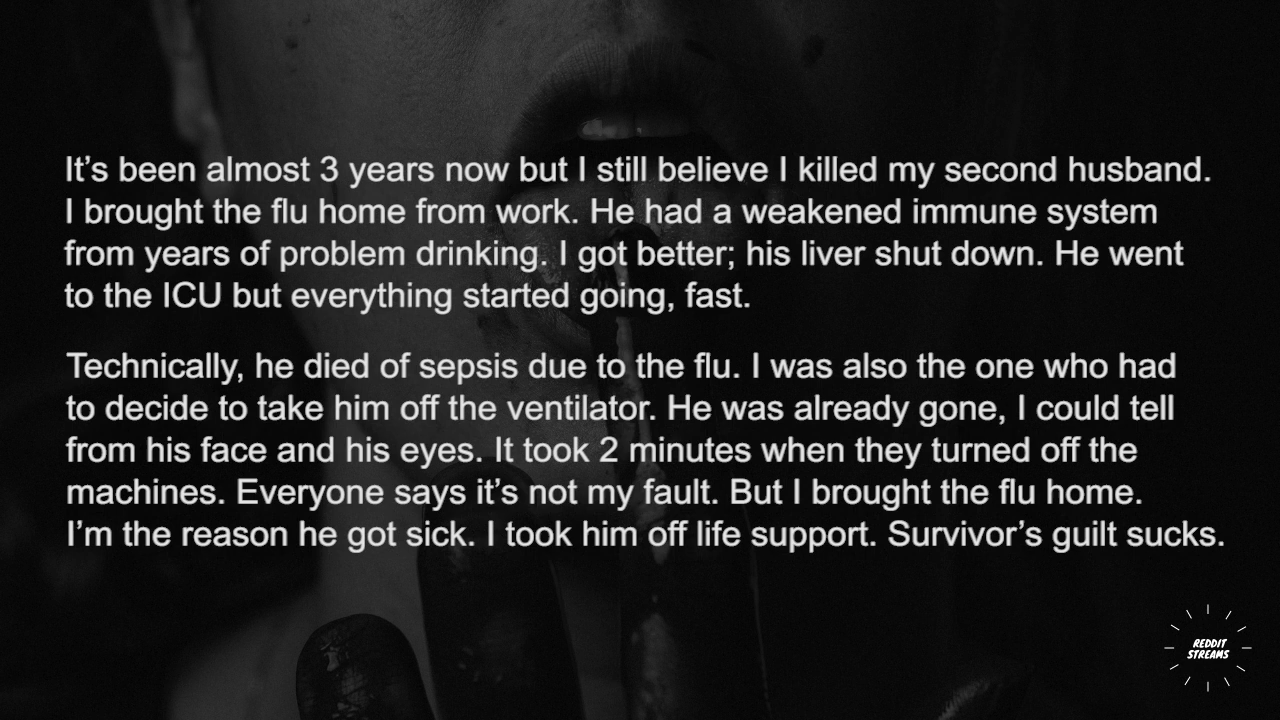 It’s been almost 3 years now but I still believe I killed my second husband.
I brought the flu home from work. He had a weakened immune system
from years of problem drinking. I got better; his liver shut down. He went
to the ICU but everything started going, fast.
Technically, he died of sepsis due to the flu. I was also the one who had
to decide to take him off the ventilator. He was already gone, I could tell
from his face and his eyes. It took 2 minutes when they turned off the
machines. Everyone says it’s not my fault. But I brought the flu home.
I’m the reason he got sick. I took him off life support. Survivor’s guilt sucks.
REDDIT
STREAMS